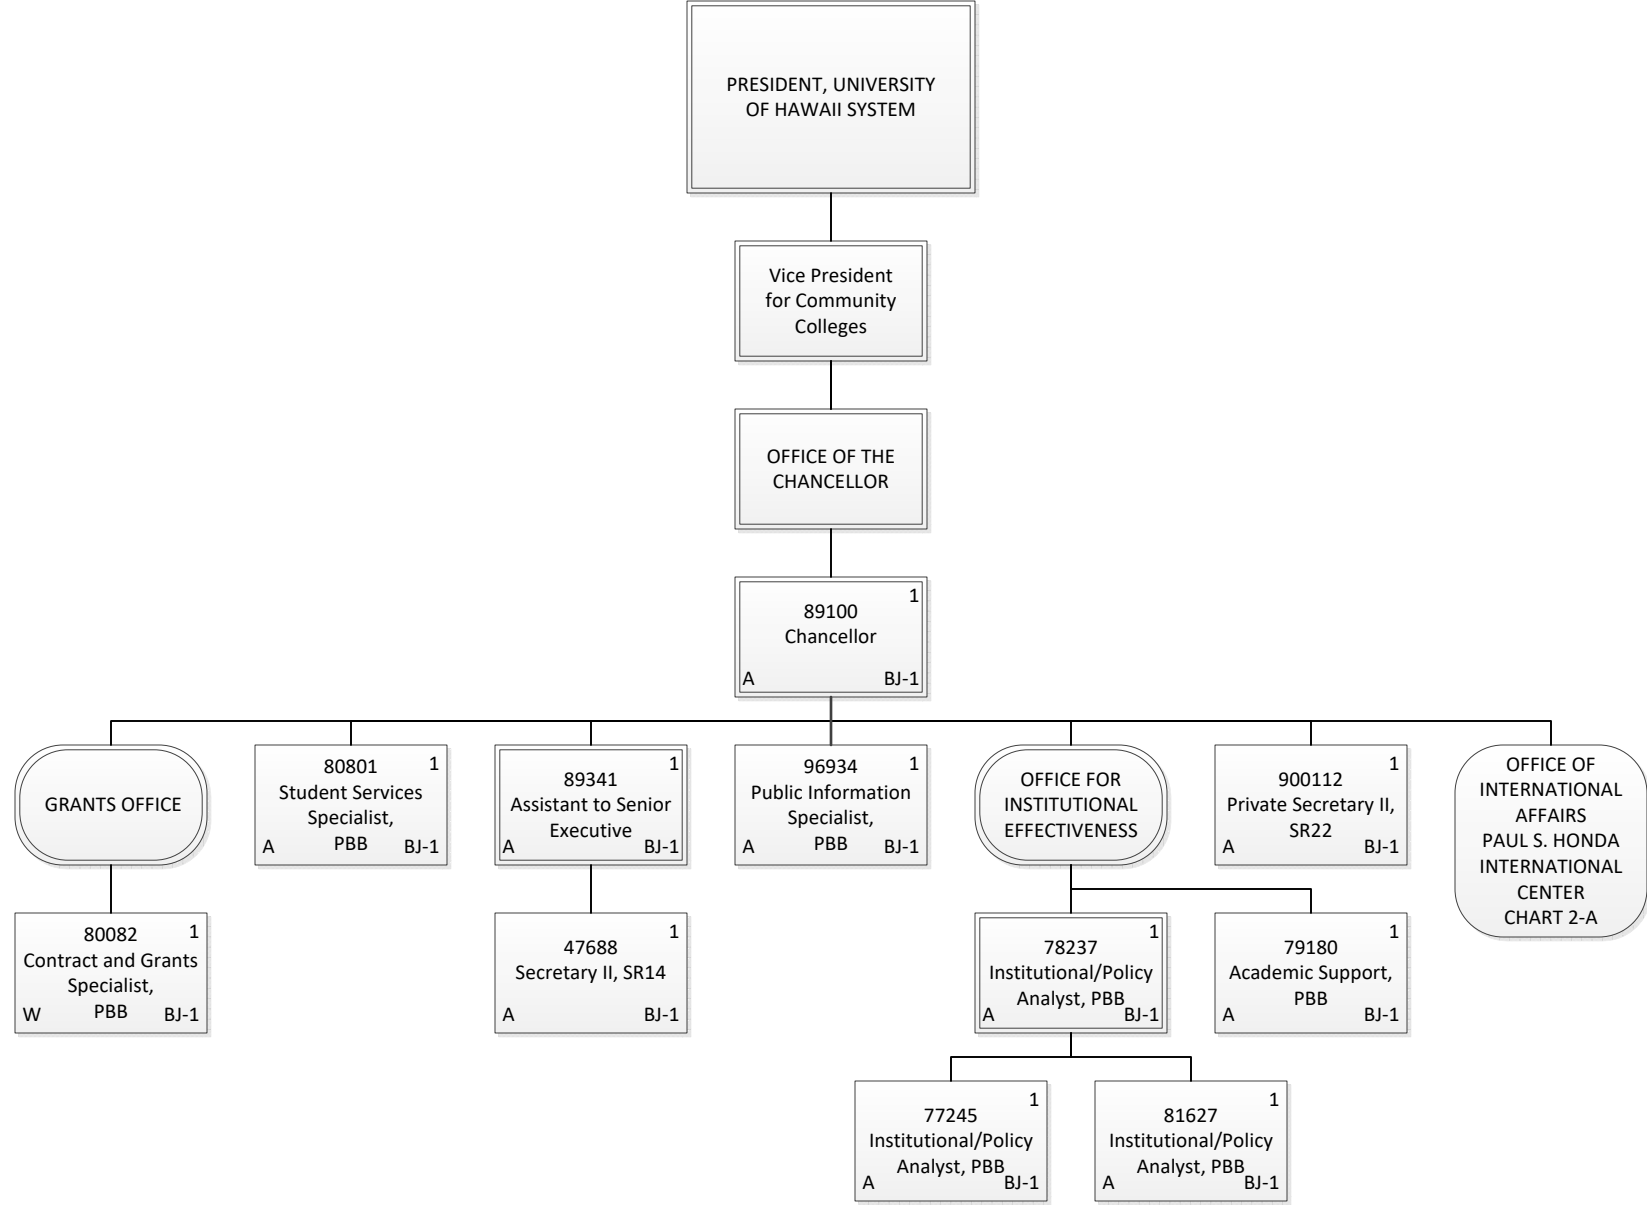 PRESIDENT, UNIVERSITY
OF HAWAII SYSTEM
Vice President
for Community
Colleges
OFFICE OF THE
CHANCELLOR
1
89100
Chancellor
A BJ-1
GRANTS OFFICE
80801 1
Student Services
Specialist,
PBB
A BJ-1
1
89341
Assistant to Senior
Executive
A BJ-1
96934 1
Public Information
Specialist,
PBB
A BJ-1
OFFICE FOR
INSTITUTIONAL
EFFECTIVENESS
1
900112
Private Secretary II,
SR22
A BJ-1
OFFICE OF
INTERNATIONAL
AFFAIRS
PAUL S. HONDA
INTERNATIONAL
CENTER
CHART 2-A
80082 1
Contract and Grants
Specialist,
PBB
W BJ-1
1
47688
Secretary II, SR14
A BJ-1
1
78237
Institutional/Policy
Analyst, PBB
A BJ-1
1
79180
Academic Support,
PBB
A BJ-1
1
77245
Institutional/Policy
Analyst, PBB
A BJ-1
1
81627
Institutional/Policy
Analyst, PBB
A BJ-1